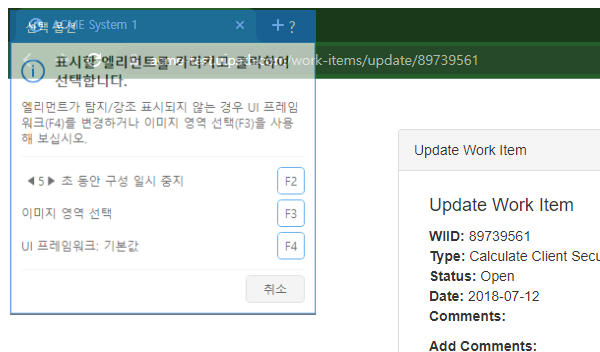 선택 옵션
ACME System 1
× + ?
표시한 엘리먼트를 가리키고 클릭하여
선택합니다.
/work-items/update/89739561
엘리먼트가 탐지/강조 표시되지 않는 경우 UI 프레임
워크(F4)를 변경하거나 이미지 영역 선택(F3)을 사용
해 보십시오.
◀ 5 ▶ 초 동안 구성 일시 중지 F2
이미지 영역 선택 F3
UI 프레임워크: 기본값 F4
취소
Update Work Item
Update Work Item
WIID: 89739561
Type: Calculate Client Secu
Status: Open
Date: 2018-07-12
Comments:
Add Comments: